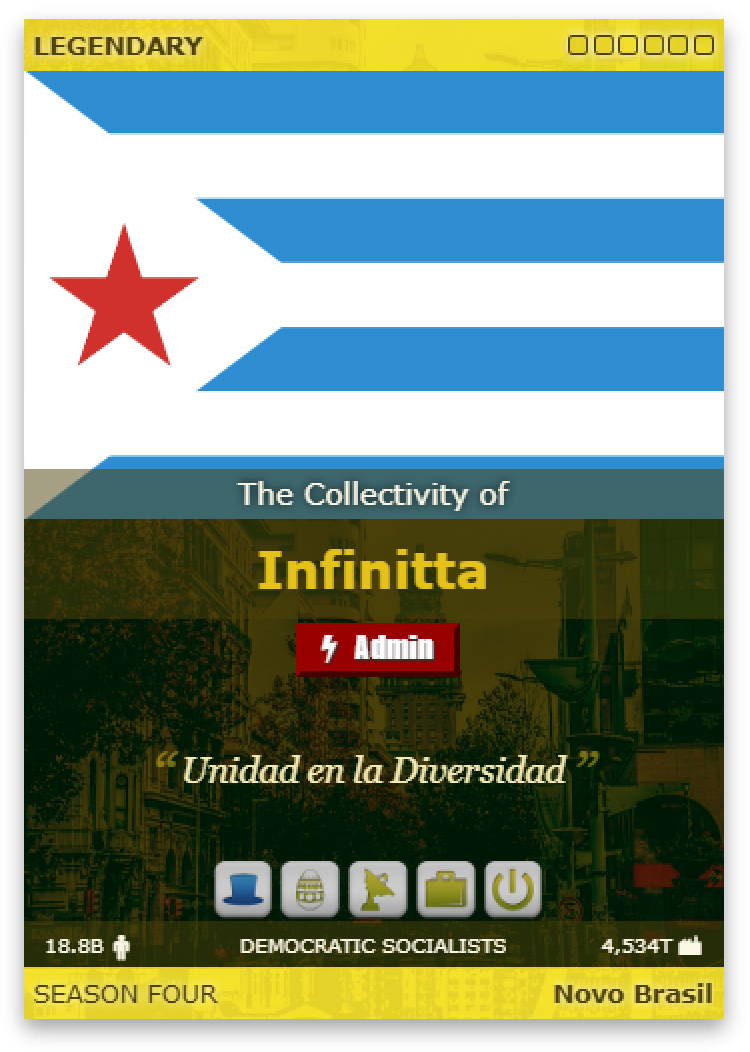 LEGENDARY
The Collectivity of
Infinitta
Admin
“Unidad en la Diversidad”
18.8B DEMOCRATIC SOCIALISTS 4,534T
SEASON FOUR Novo Brasil